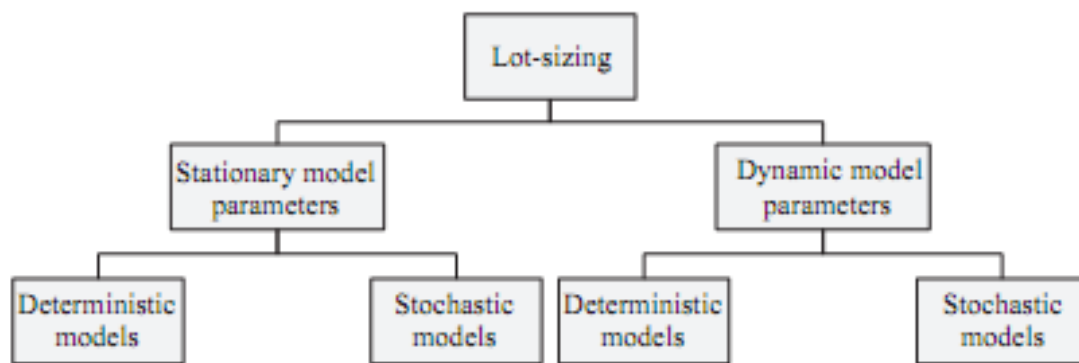 Lot-sizing
Stationary model
parameters
Dynamic model
parameters
Deterministic
models
Stochastic
models
Deterministic
models
Stochastic
models